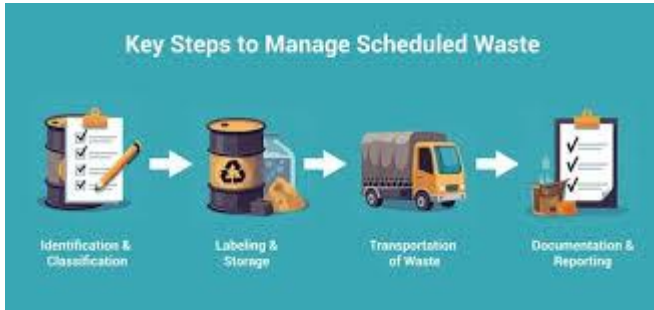 Key Steps to Manage Scheduled Waste
Identification &
Classification
Labeling &
Storage
Transportation
of Waste
Documentation &
Reporting